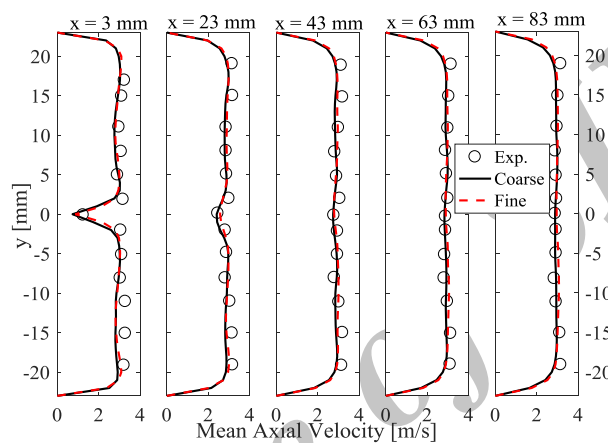 x = 3 mm x = 23 mm x = 43 mm x = 63 mm x = 83 mm
20 20
15 15
10 10
5 5
0 0
-5 -5
-10 -10
-15 -15
-20 -20
y [mm]
Exp.
Coarse
Fine
0 2 4 0 2 4 0 2 4 0 2 4 0 2 4
Mean Axial Velocity [m/s]